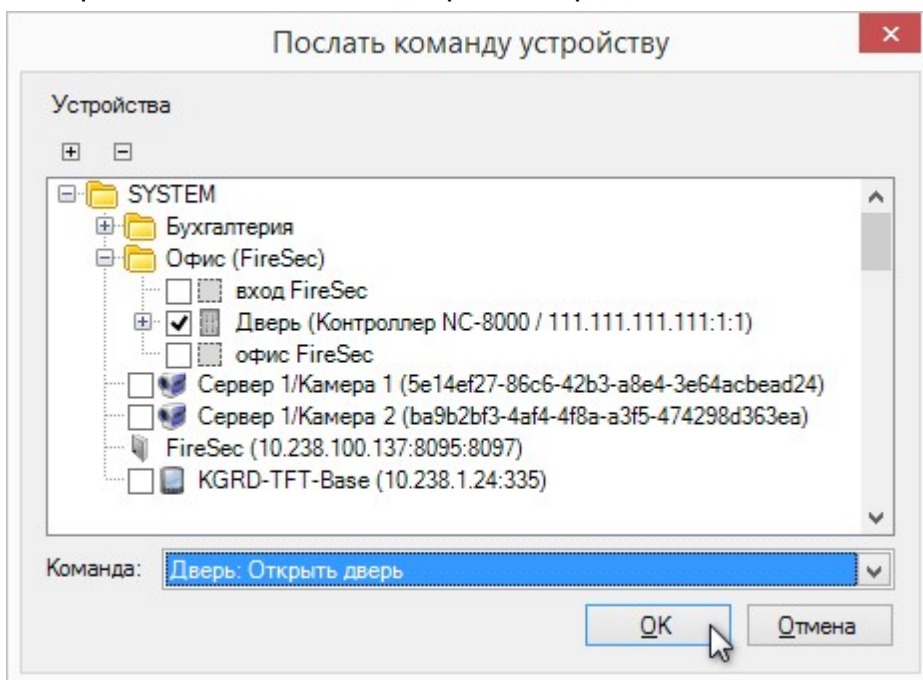 Послать команду устройству
Устройства
SYSTEM
Бухгалтерия
Офис (FireSec)
вход FireSec
Дверь (Контроллер NC-8000 / 111.111.111.111:1:1)
офис FireSec
Сервер 1/Камера 1 (5e14ef27-86c6-42b3-a8e4-3e64acbead24)
Сервер 1/Камера 2 (ba9b2bf3-4af4-4f8a-a3f5-474298d363ea)
FireSec (10.238.100.137:8095:8097)
KGRD-TFT-Base (10.238.1.24:335)
Команда: Дверь: Открыть дверь
OK Отмена